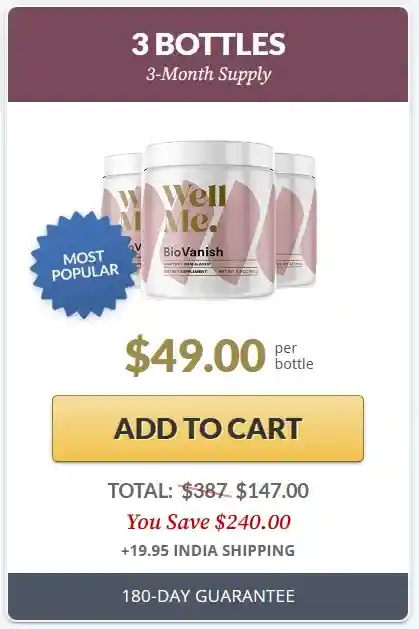 3 BOTTLES
3-Month Supply
Well
Me.
BioVanish
DIETARY SUPPLEMENT
MOST
POPULAR
$49.00 per
bottle
ADD TO CART
TOTAL: $387 $147.00
You Save $240.00
+19.95 INDIA SHIPPING
180-DAY GUARANTEE